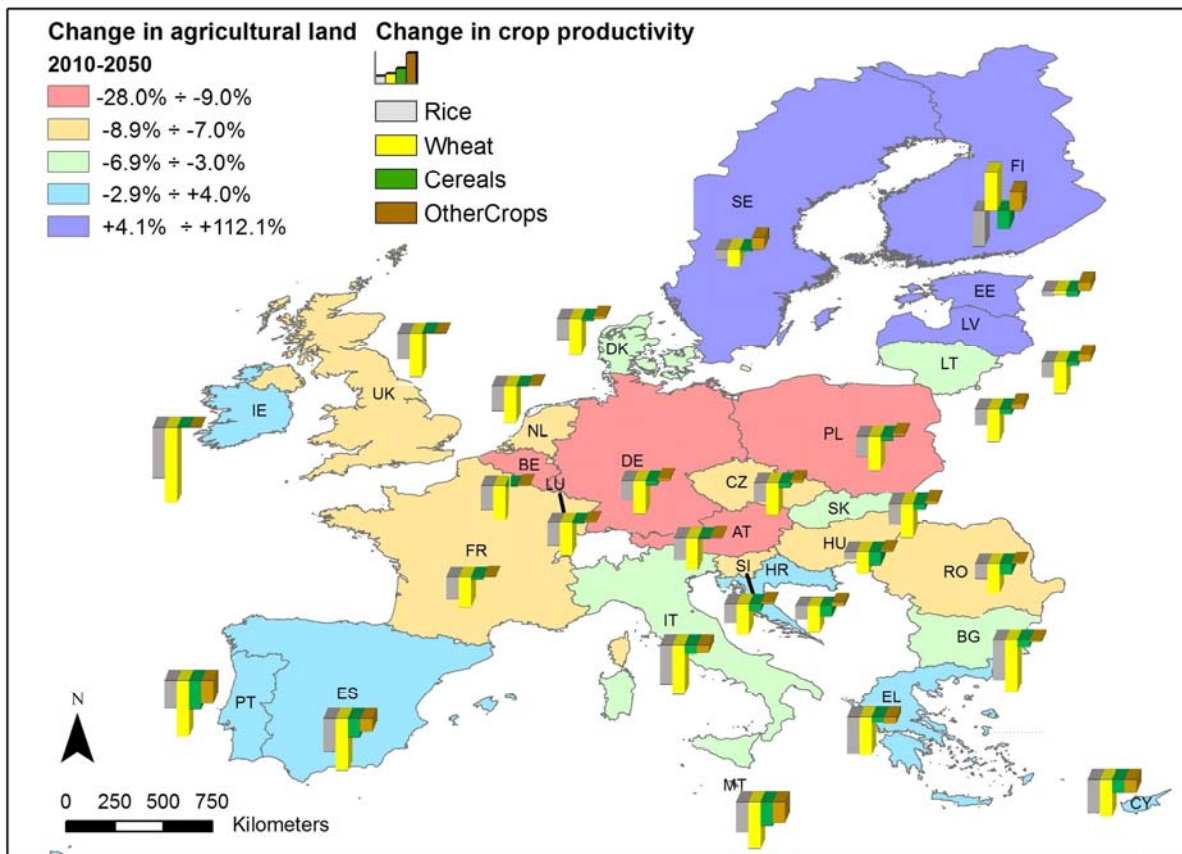 Change in agricultural land
2010-2050
-28.0% ÷ -9.0%
-8.9% ÷ -7.0%
-6.9% ÷ -3.0%
-2.9% ÷ +4.0%
+4.1% ÷ +112.1%
Change in crop productivity
Rice
Wheat
Cereals
OtherCrops
FI
SE
EE
LV
LT
DK
IE
UK
NL
PL
BE
DE
LU
CZ
SK
AT
HU
FR
SI
HR
RO
IT
BG
PT
ES
EL
MT
CY
N
0 250 500 750
Kilometers